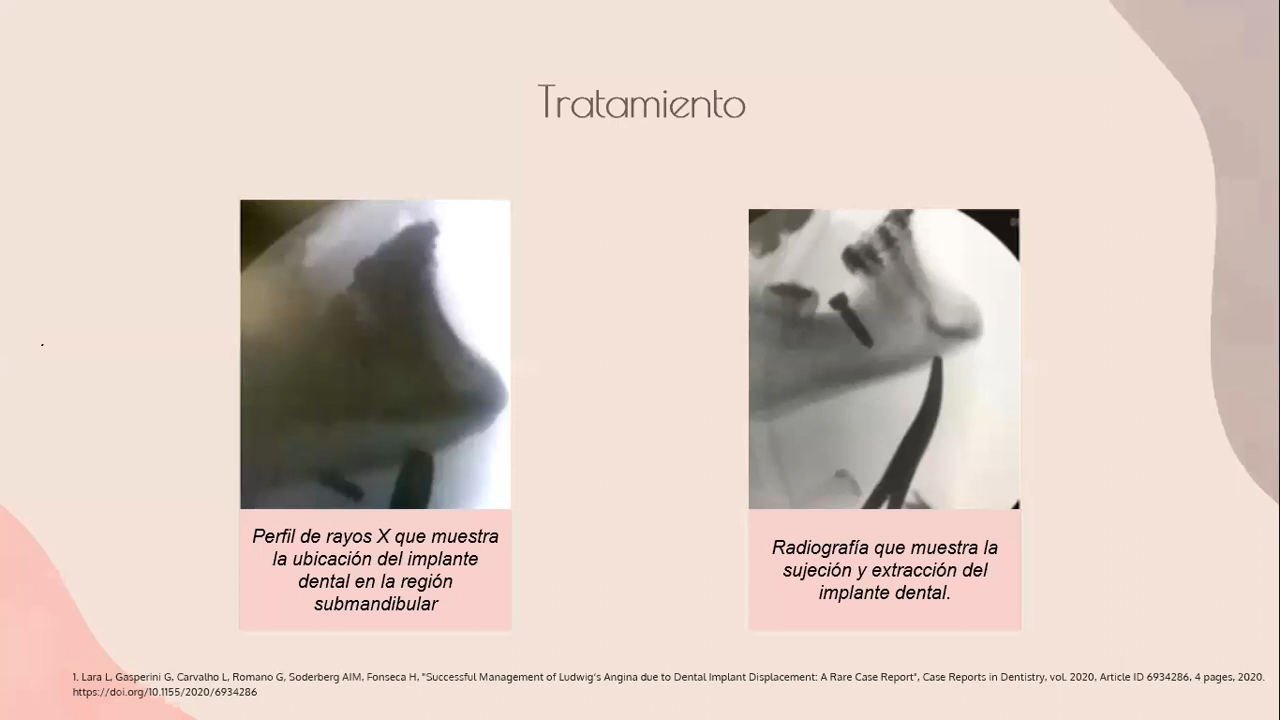 Tratamiento
Perfil de rayos X que muestra
la ubicación del implante
dental en la región
submandibular
Radiografía que muestra la
sujeción y extracción del
implante dental.
1. Lara L, Gasperini G, Carvalho L, Romano G, Soderberg AIM, Fonseca H, "Successful Management of Ludwig's Angina due to Dental Implant Displacement: A Rare Case Report", Case Reports in Dentistry, vol. 2020, Article ID 6934286, 4 pages, 2020.
https://doi.org/10.1155/2020/6934286